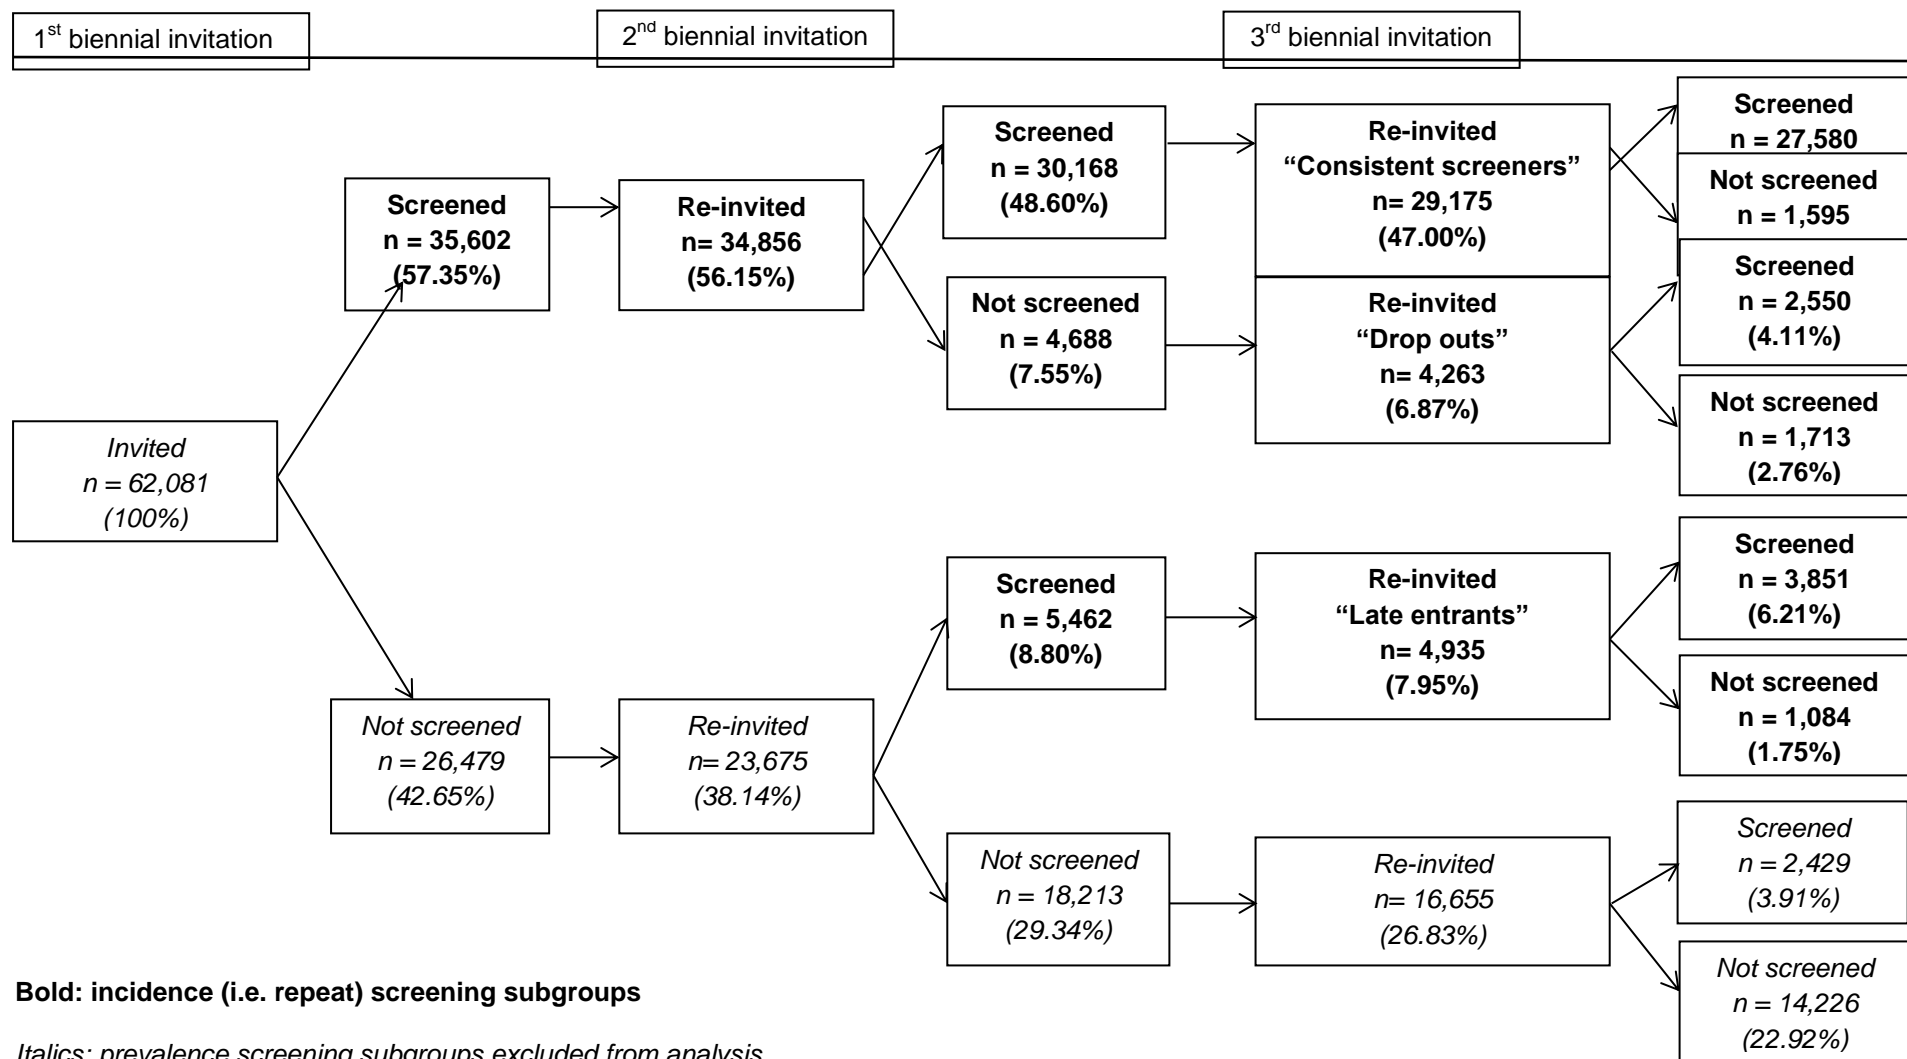 1st biennial invitation
2nd biennial invitation
3rd biennial invitation
Invited
n = 62,081
(100%)
Screened
n = 35,602
(57.35%)
Not screened
n = 26,479
(42.65%)
Re-invited
n= 34,856
(56.15%)
Re-invited
n= 23,675
(38.14%)
Screened
n = 30,168
(48.60%)
Not screened
n = 4,688
(7.55%)
Screened
n = 5,462
(8.80%)
Not screened
n = 18,213
(29.34%)
Re-invited
“Consistent screeners”
n= 29,175
(47.00%)
Re-invited
“Drop outs”
n= 4,263
(6.87%)
Re-invited
“Late entrants”
n= 4,935
(7.95%)
Re-invited
n= 16,655
(26.83%)
Screened
n = 27,580
Not screened
n = 1,595
Screened
n = 2,550
(4.11%)
Not screened
n = 1,713
(2.76%)
Screened
n = 3,851
(6.21%)
Not screened
n = 1,084
(1.75%)
Screened
n = 2,429
(3.91%)
Not screened
n = 14,226
(22.92%)
Bold: incidence (i.e. repeat) screening subgroups
Italics: prevalence screening subgroups excluded from analysis